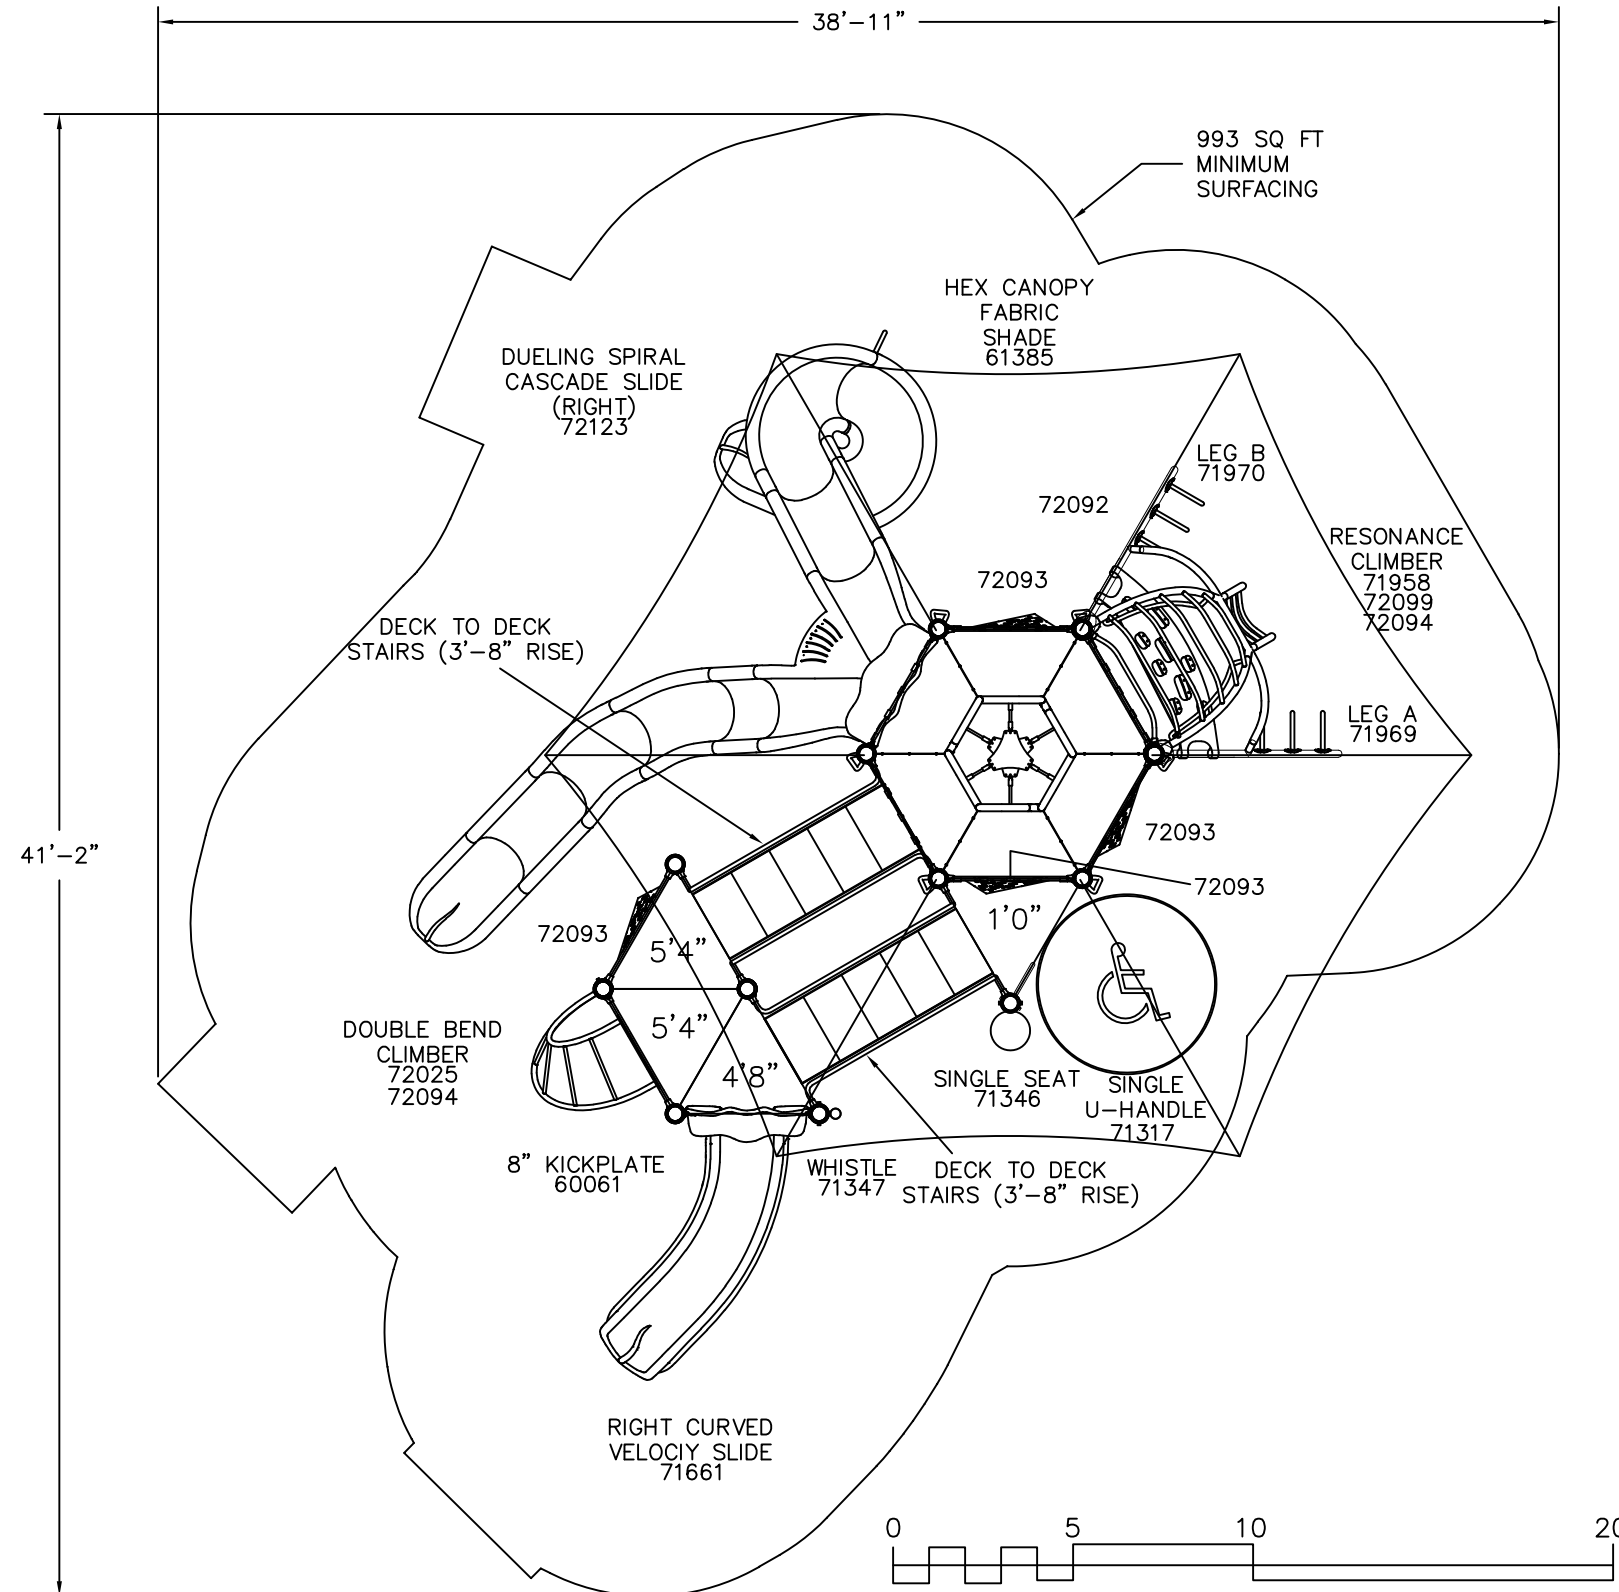 38'-11"
993 SQ FT
MINIMUM
SURFACING
HEX CANOPY
FABRIC
SHADE
61385
DUELING SPIRAL
CASCADE SLIDE
(RIGHT)
72123
LEG B
71970
72092
RESONANCE
CLIMBER
71958
72099
72094
72093
DECK TO DECK
STAIRS (3'-8" RISE)
LEG A
71969
72093
41'-2"
72093
1'0"
72093
5'4"
5'4"
4'8"
DOUBLE BEND
CLIMBER
72025
72094
SINGLE SEAT
71346
SINGLE
U-HANDLE
71317
8" KICKPLATE
60061
WHISTLE
71347
DECK TO DECK
STAIRS (3'-8" RISE)
RIGHT CURVED
VELOCIY SLIDE
71661
0 5 10 20